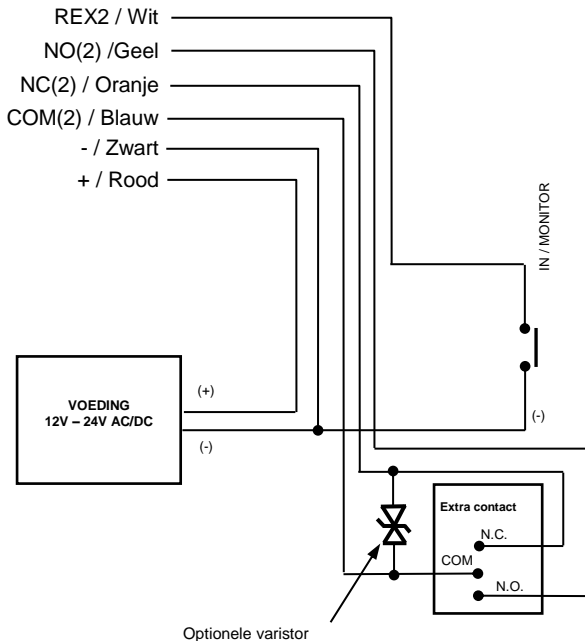 REX2 / Wit
NO(2) /Geel
NC(2) / Oranje
COM(2) / Blauw
- / Zwart
+ / Rood
IN / MONITOR
VOEDING
12V – 24V AC/DC
(+)
(-)
(-)
Extra contact
N.C.
COM
N.O.
Optionele varistor